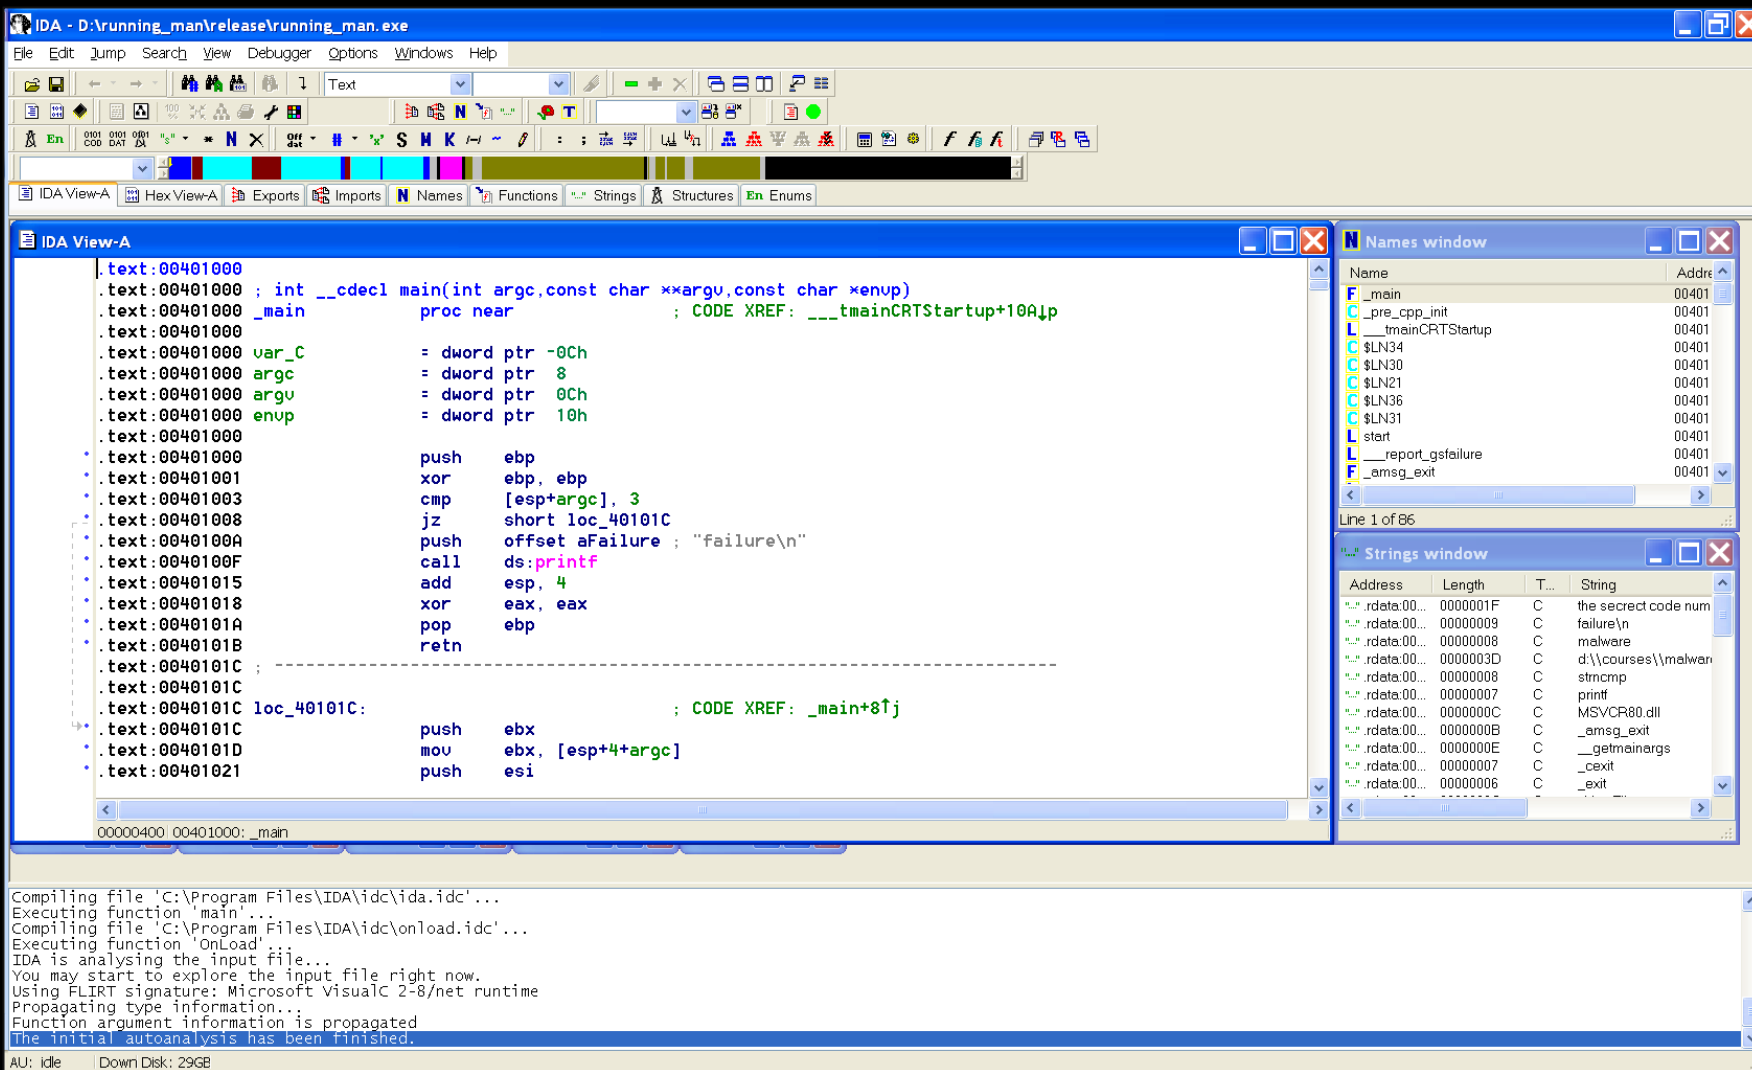 IDA - D:\running_man\release\running_man.exe
File Edit Jump Search View Debugger Options Windows Help
Text
En
IDA View-A Hex View-A Exports Imports N Names Functions Strings Structures En Enums
IDA View-A
.text:00401000
.text:00401000 ; int __cdecl main(int argc,const char **argv,const char *envp)
.text:00401000 _main proc near ; CODE XREF: ___tmainCRTStartup+10A↓p
.text:00401000
.text:00401000 var_C = dword ptr -0Ch
.text:00401000 argc = dword ptr 8
.text:00401000 argv = dword ptr 0Ch
.text:00401000 envp = dword ptr 10h
.text:00401000
.text:00401000 push ebp
.text:00401001 xor ebp, ebp
.text:00401003 cmp [esp+argc], 3
.text:00401008 jz short loc_40101C
.text:0040100A push offset aFailure ; "failure\n"
.text:0040100F call ds:printf
.text:00401015 add esp, 4
.text:00401018 xor eax, eax
.text:0040101A pop ebp
.text:0040101B retn
.text:0040101C ; ---------------------------------------------------------------------------
.text:0040101C
.text:0040101C loc_40101C: ; CODE XREF: _main+8↑j
.text:0040101C push ebx
.text:0040101D mov ebx, [esp+4+argc]
.text:00401021 push esi
00000400 00401000: _main
Names window
Name Addre
F _main 00401
C _pre_cpp_init 00401
L ___tmainCRTStartup 00401
C $LN34 00401
C $LN30 00401
C $LN21 00401
C $LN36 00401
C $LN31 00401
L start 00401
L ___report_gsfailure 00401
F _amsg_exit 00401
Line 1 of 86
Strings window
Address Length T... String
.rdata:00... 0000001F C the secrect code num
.rdata:00... 00000009 C failure\n
.rdata:00... 00000008 C malware
.rdata:00... 0000003D C d:\\courses\\malwar
.rdata:00... 00000008 C strncmp
.rdata:00... 00000007 C printf
.rdata:00... 0000000C C MSVCR80.dll
.rdata:00... 0000000B C _amsg_exit
.rdata:00... 0000000E C __getmainargs
.rdata:00... 00000007 C _cexit
.rdata:00... 00000006 C _exit
Compiling file 'C:\Program Files\IDA\idc\ida.idc'...
Executing function 'main'...
Compiling file 'C:\Program Files\IDA\idc\onload.idc'...
Executing function 'OnLoad'...
IDA is analysing the input file...
You may start to explore the input file right now.
Using FLIRT signature: Microsoft VisualC 2-8/net runtime
Propagating type information...
Function argument information is propagated
The initial autoanalysis has been finished.
AU: idle Down Disk: 29GB